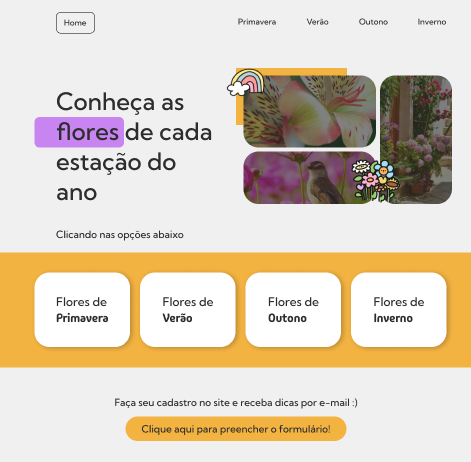 Home
Primavera
Verão
Outono
Inverno
Conheça as
flores de cada
estação do
ano
Clicando nas opções abaixo
Flores de
Primavera
Flores de
Verão
Flores de
Outono
Flores de
Inverno
Faça seu cadastro no site e receba dicas por e-mail :)
Clique aqui para preencher o formulário!